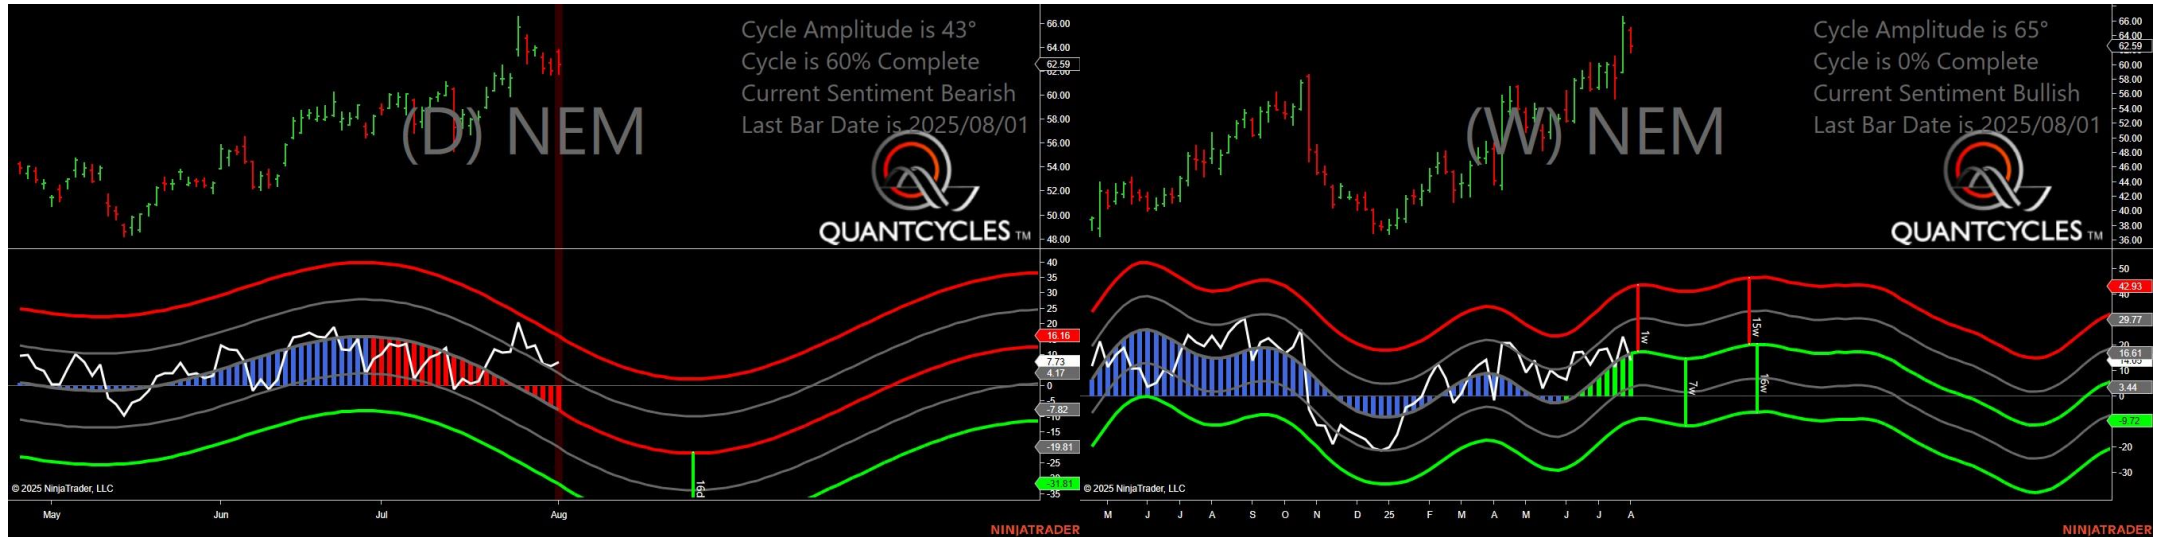 Cycle Amplitude is 43°
Cycle is 60% Complete
Current Sentiment Bearish
Last Bar Date is 2025/08/01
(D) NEM
QUANTCYCLES TM
66.00
64.00
62.59
62.00
60.00
58.00
56.00
54.00
52.00
50.00
48.00
40
35
30
25
20
16.16
10
7.73
4.17
0
-5
-7.82
-10
-15
-19.81
-25
-31.81
-35
16d
© 2025 NinjaTrader, LLC
May Jun Jul Aug
NINJATRADER
Cycle Amplitude is 65°
Cycle is 0% Complete
Current Sentiment Bullish
Last Bar Date is 2025/08/01
(W) NEM
QUANTCYCLES TM
66.00
64.00
62.59
60.00
58.00
56.00
54.00
52.00
50.00
48.00
46.00
44.00
42.00
40.00
38.00
36.00
50
42.93
40
29.77
20
16.61
10
3.44
0
-9.72
-20
-30
1w
7w
15w
16w
© 2025 NinjaTrader, LLC
M J J A S O N D 25 F M A M J J A
NINJATRADER